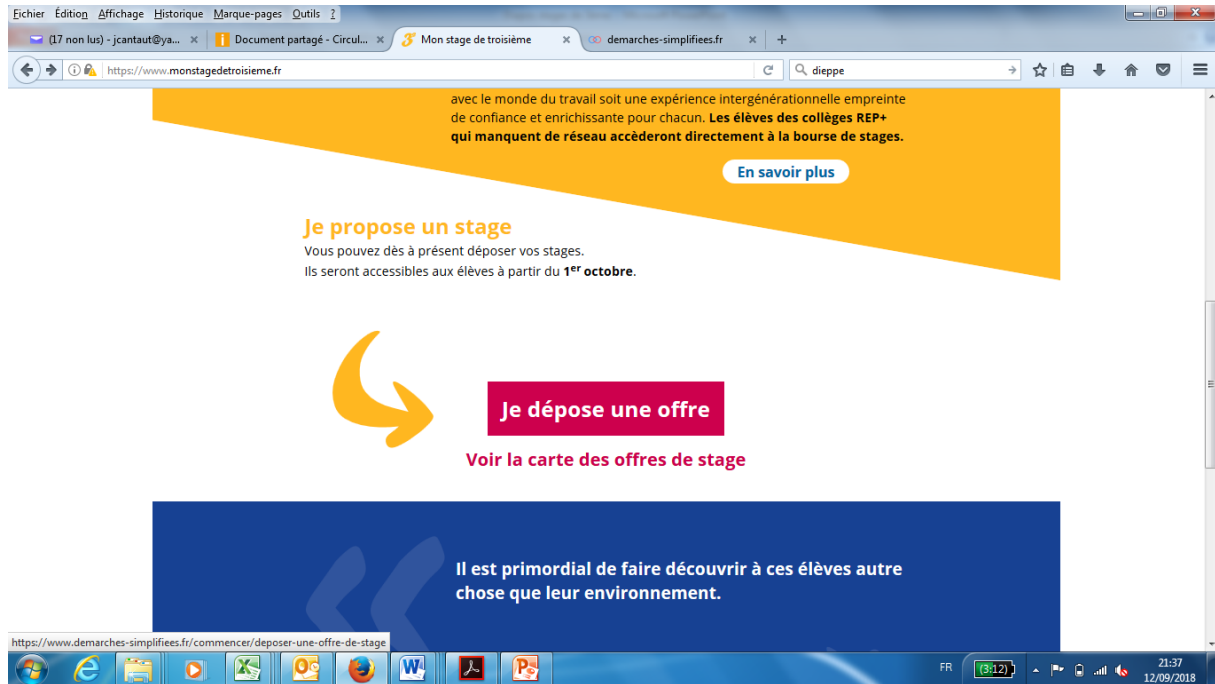 Fichier Édition Affichage Historique Marque-pages Outils ?
(17 non lus) - jcantaut@ya... Document partagé - Circul... Mon stage de troisième demarches-simplifiees.fr
https://www.monstagedetroisieme.fr dieppe
avec le monde du travail soit une expérience intergénérationnelle empreinte
de confiance et enrichissante pour chacun. Les élèves des collèges REP+
qui manquent de réseau accèderont directement à la bourse de stages.
En savoir plus
Je propose un stage
Vous pouvez dès à présent déposer vos stages.
Ils seront accessibles aux élèves à partir du 1er octobre.
Je dépose une offre
Voir la carte des offres de stage
Il est primordial de faire découvrir à ces élèves autre
chose que leur environnement.
https://www.demarches-simplifiees.fr/commencer/deposer-une-offre-de-stage
FR (3:12) 21:37
12/09/2018